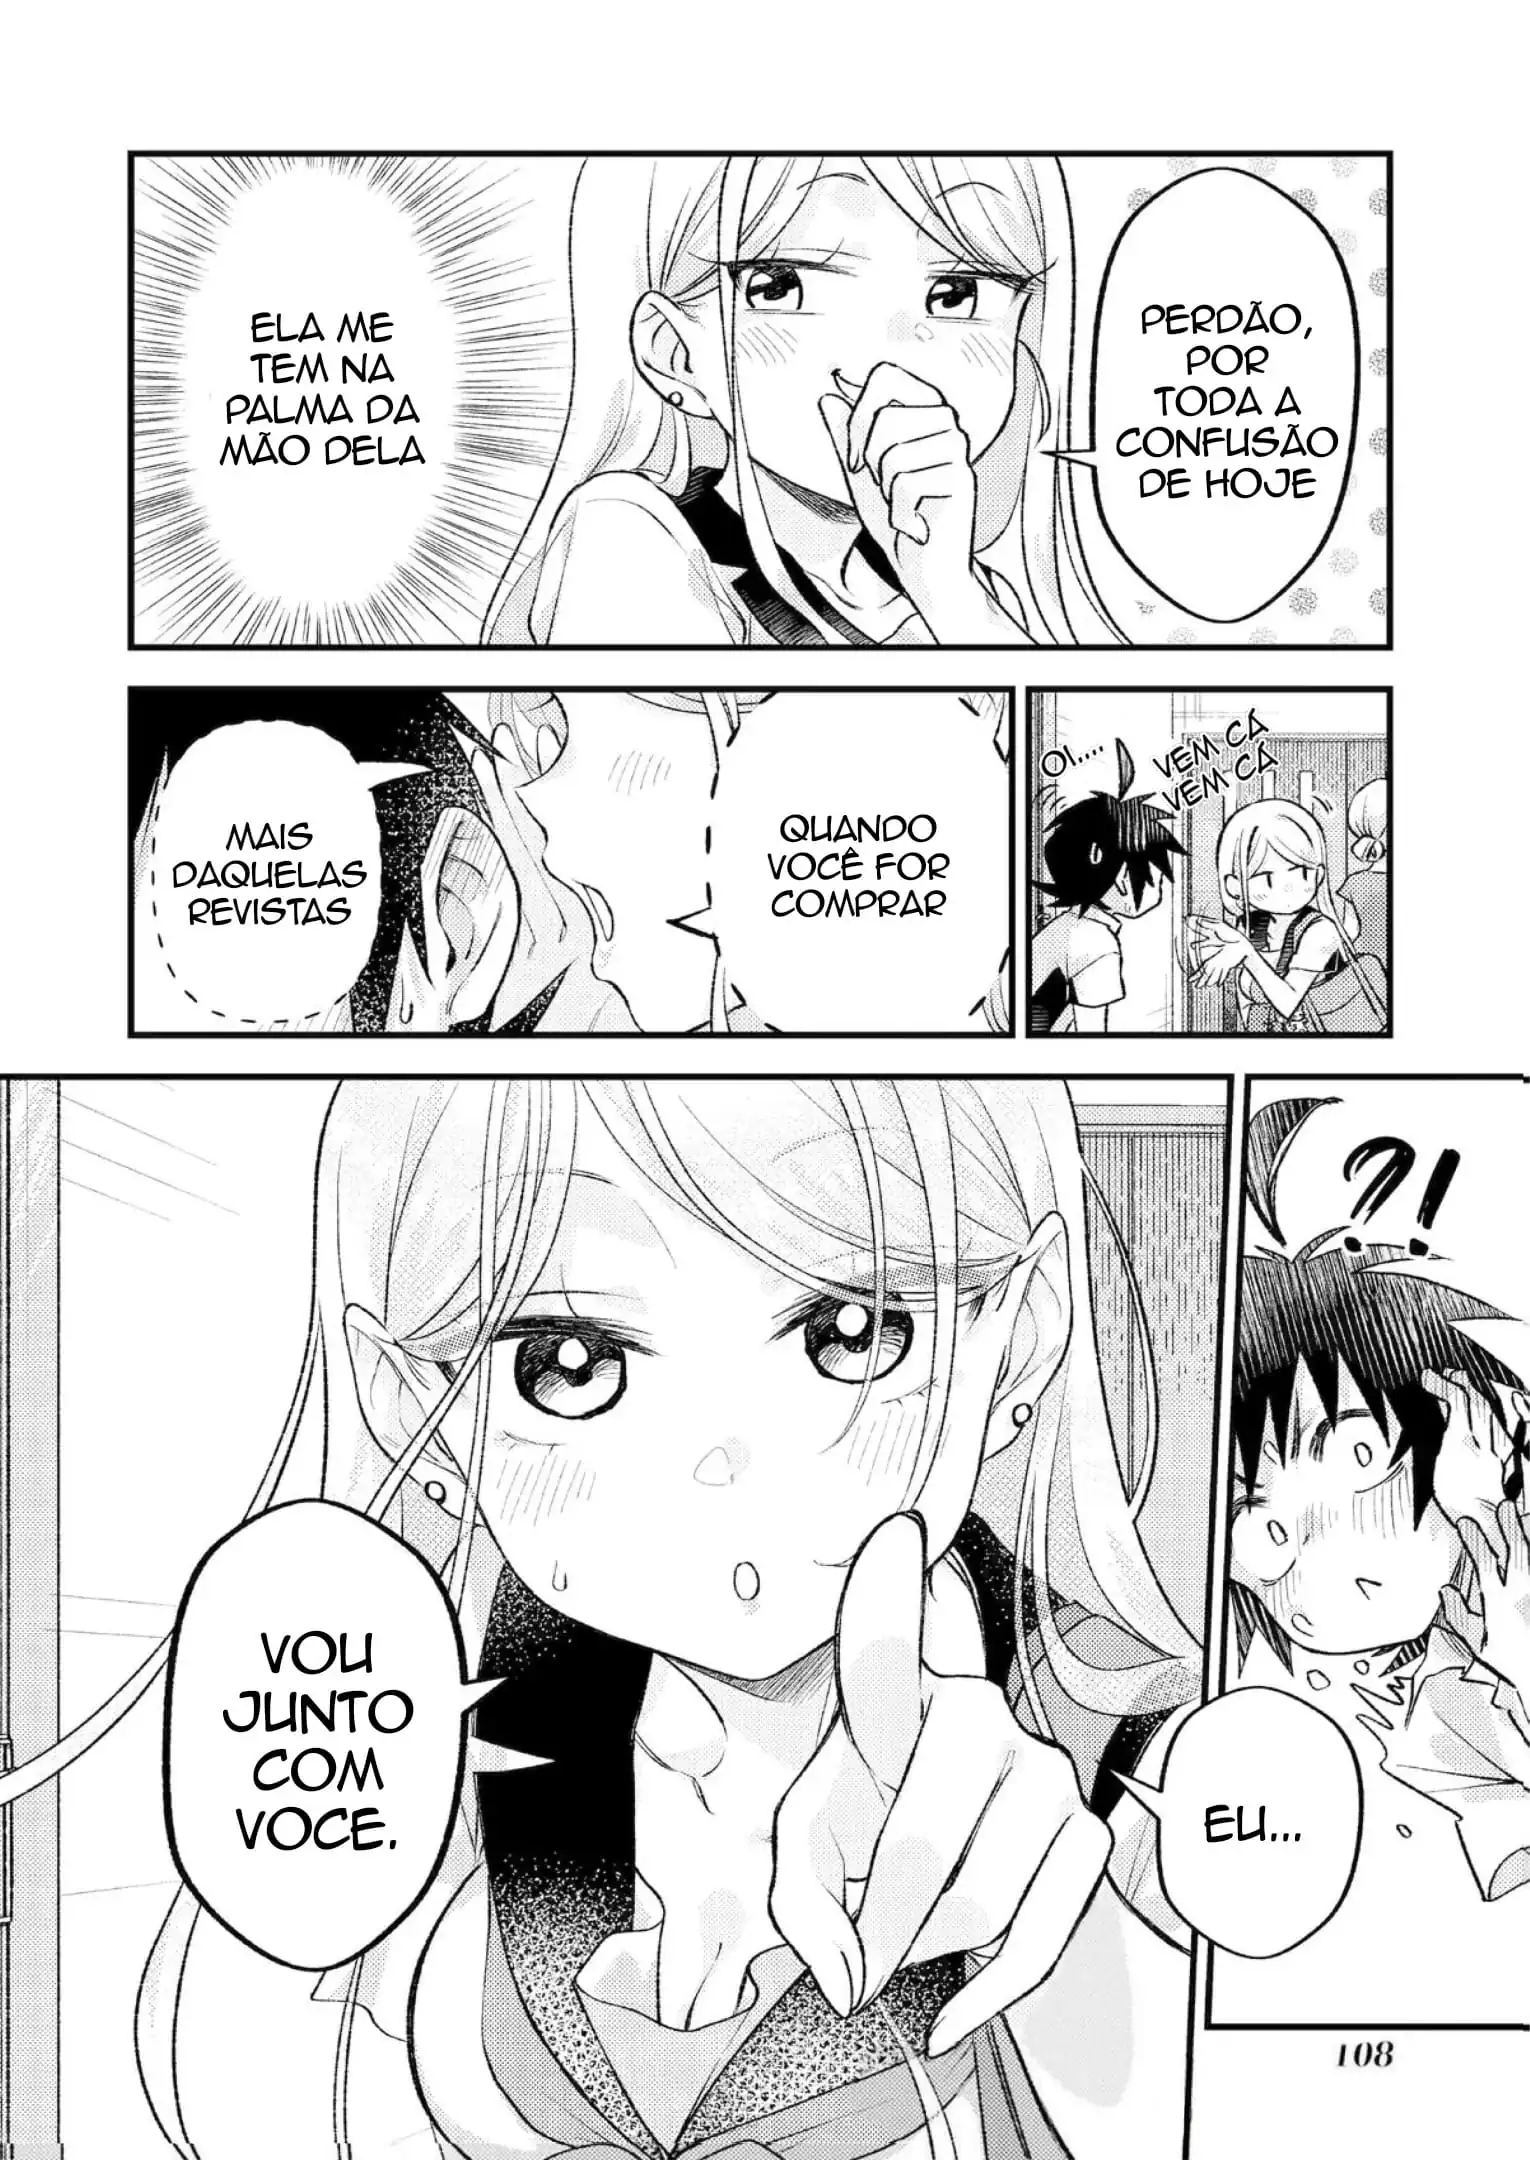 PERDÃO,
POR
TODA A
CONFUSÃO
DE HOJE
ELA ME
TEM NA
PALMA DA
MÃO DELA
VEM CÁ
VEM CÁ
OI....
QUANDO
VOCÊ FOR
COMPRAR
MAIS
DAQUELAS
REVISTAS
?!
EU...
VOU
JUNTO
COM
VOCE.
108